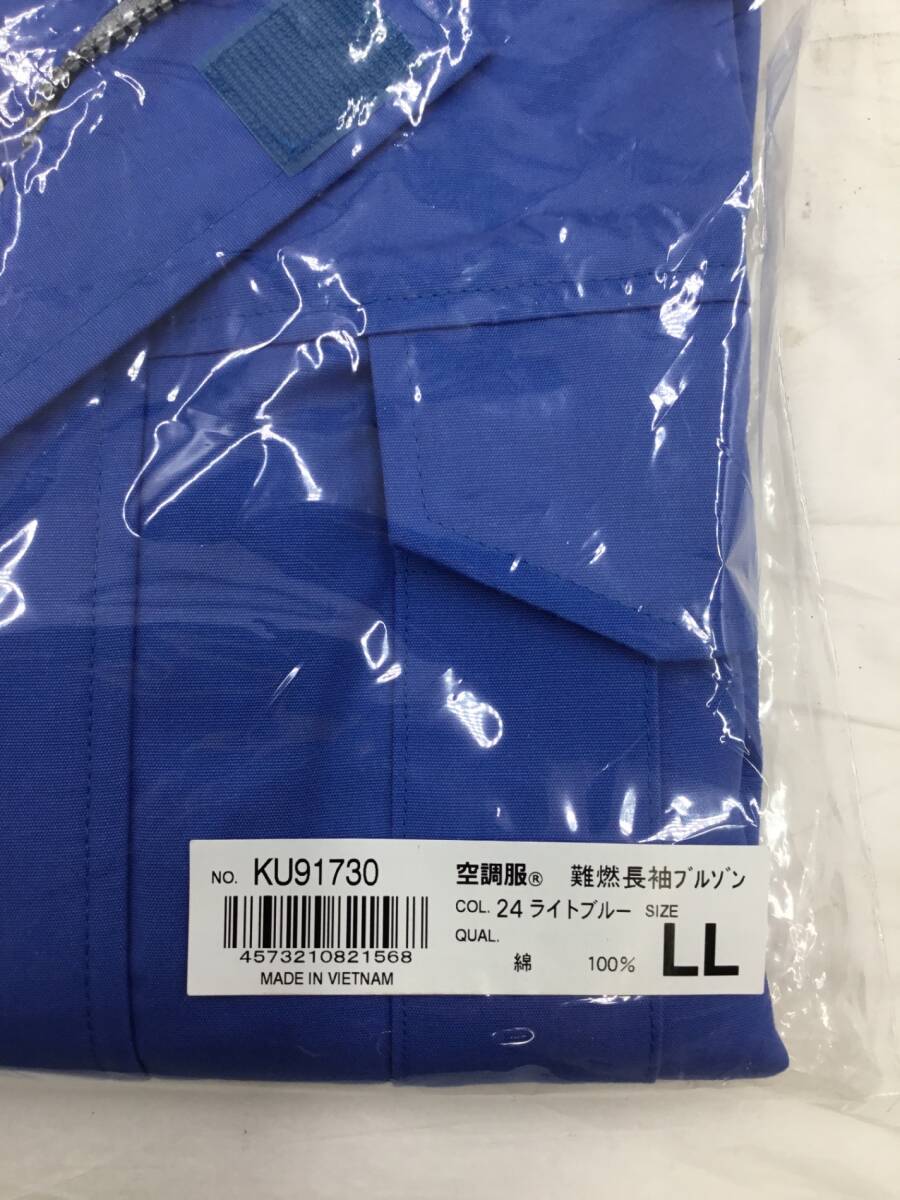 NO. KU91730
4573210821568
MADE IN VIETNAM
空調服® 難燃長袖ブルゾン
COL. 24 ライトブルー SIZE
QUAL. LL
綿 100%